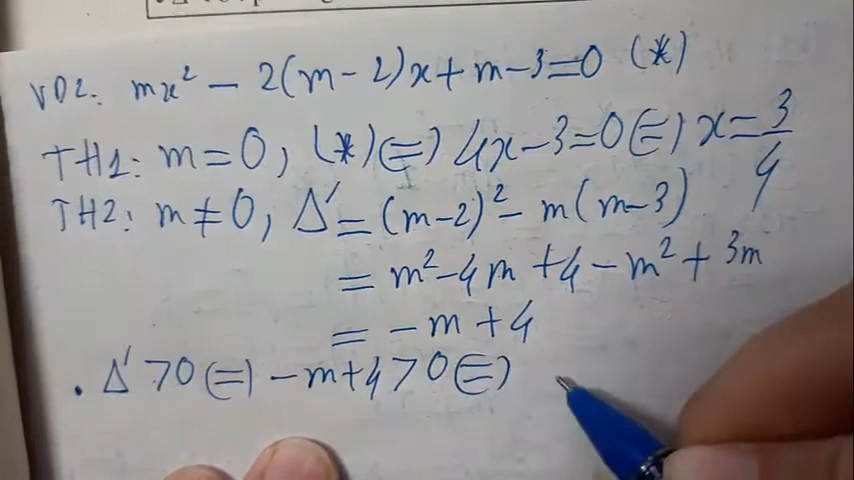 VD2: mx² - 2(m-2)x + m-3=0 (*)
TH1: m=0, (*) (=) 4x-3=0 (=) x=3/4
TH2: m≠0, Δ' = (m-2)² - m(m-3)
= m²-4m+4-m²+3m
= -m+4
. Δ' >0 (=) -m+4>0 (=)